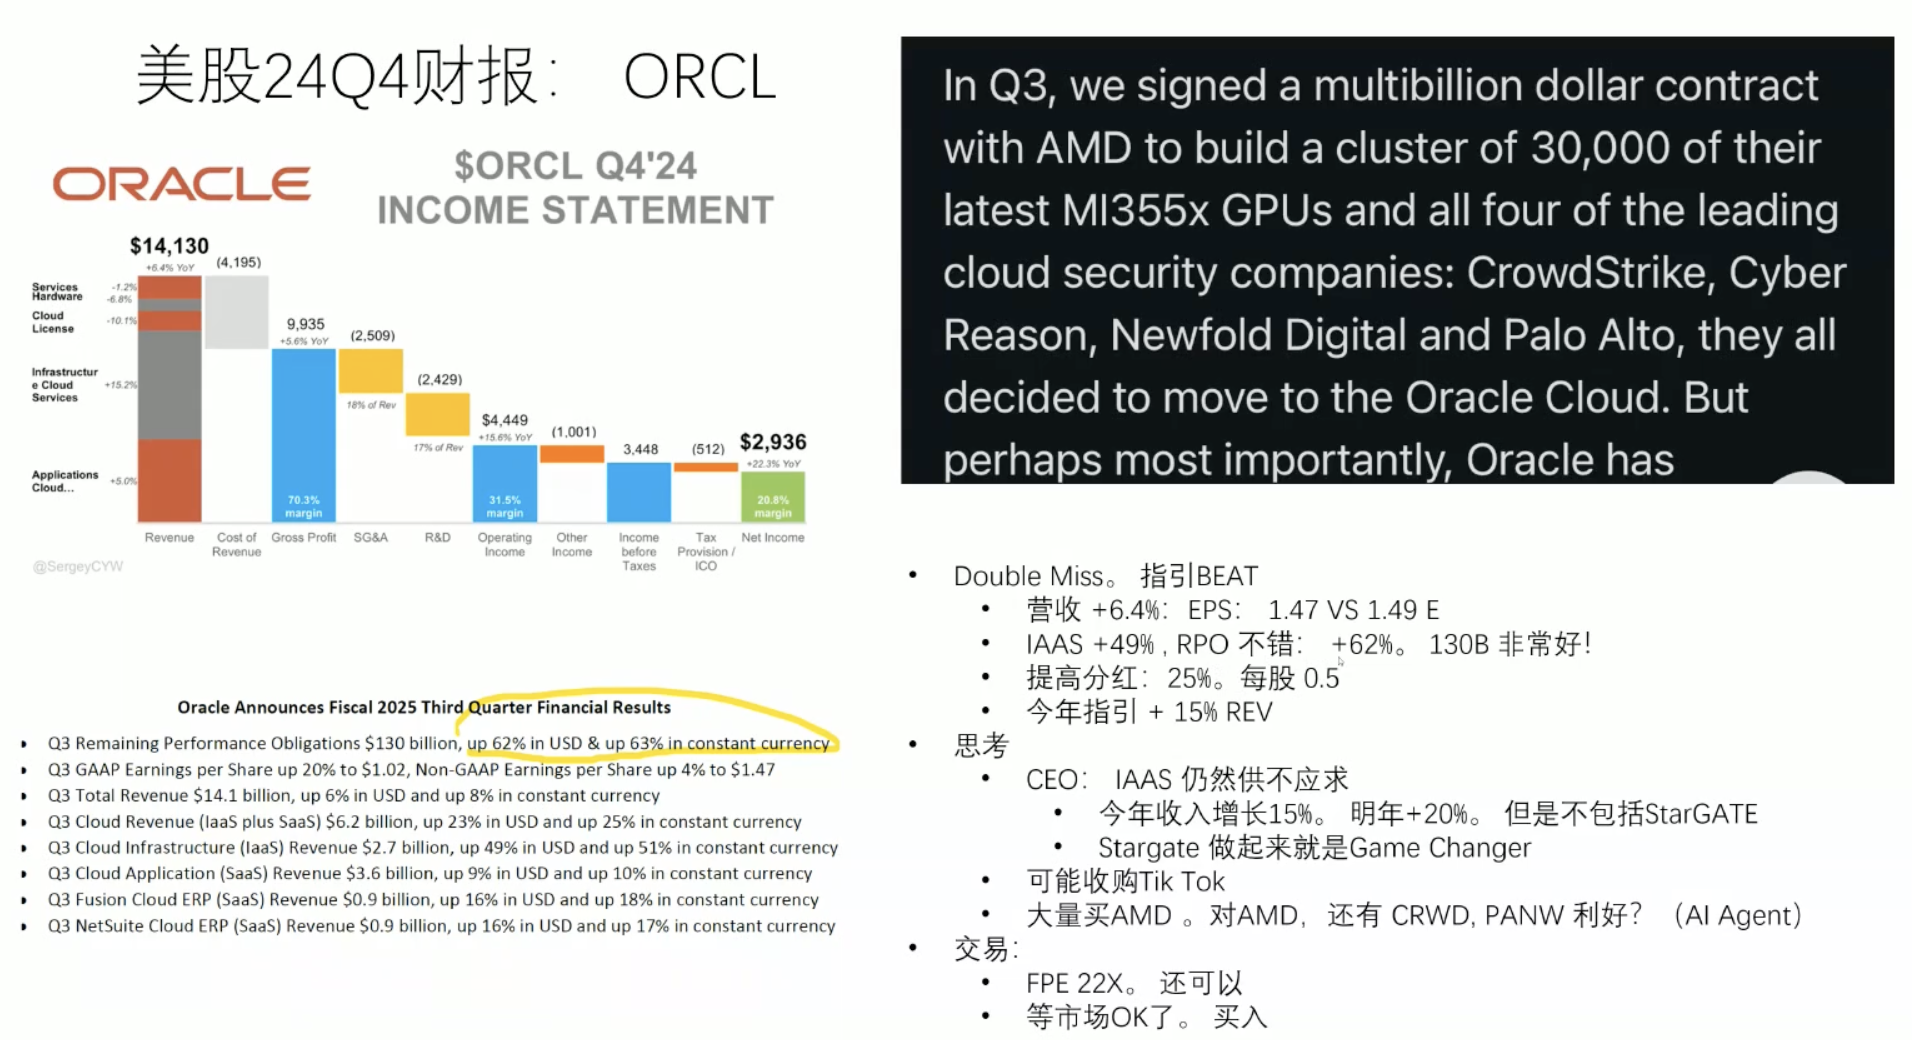 美股24Q4财报： ORCL
ORACLE
$ORCL Q4'24
INCOME STATEMENT
$14,130
+6.4% YoY
(4,195)
Services
-1.2%
Hardware
-6.8%
Cloud
License
-10.1%
Infrastructur
e Cloud
Services
+15.2%
Applications
Cloud...
+5.0%
9,935
+5.6% YoY
70.3%
margin
(2,509)
18% of Rev
(2,429)
17% of Rev
$4,449
+15.6% YoY
31.5%
margin
(1,001)
3,448
(512)
$2,936
+22.3% YoY
20.8%
margin
Revenue
Cost of
Revenue
Gross Profit
SG&A
R&D
Operating
Income
Other
Income
Income
before
Taxes
Tax
Provision /
ICO
Net Income
@SergeyCYW
Oracle Announces Fiscal 2025 Third Quarter Financial Results
• Q3 Remaining Performance Obligations $130 billion, up 62% in USD & up 63% in constant currency
• Q3 GAAP Earnings per Share up 20% to $1.02, Non-GAAP Earnings per Share up 4% to $1.47
• Q3 Total Revenue $14.1 billion, up 6% in USD and up 8% in constant currency
• Q3 Cloud Revenue (IaaS plus SaaS) $6.2 billion, up 23% in USD and up 25% in constant currency
• Q3 Cloud Infrastructure (IaaS) Revenue $2.7 billion, up 49% in USD and up 51% in constant currency
• Q3 Cloud Application (SaaS) Revenue $3.6 billion, up 9% in USD and up 10% in constant currency
• Q3 Fusion Cloud ERP (SaaS) Revenue $0.9 billion, up 16% in USD and up 18% in constant currency
• Q3 NetSuite Cloud ERP (SaaS) Revenue $0.9 billion, up 16% in USD and up 17% in constant currency
In Q3, we signed a multibillion dollar contract
with AMD to build a cluster of 30,000 of their
latest MI355x GPUs and all four of the leading
cloud security companies: CrowdStrike, Cyber
Reason, Newfold Digital and Palo Alto, they all
decided to move to the Oracle Cloud. But
perhaps most importantly, Oracle has
• Double Miss。 指引BEAT
• 营收 +6.4%： EPS： 1.47 VS 1.49 E
• IAAS +49% , RPO 不错： +62%。 130B 非常好！
• 提高分红：25%。每股 0.5
• 今年指引 + 15% REV
• 思考
• CEO： IAAS 仍然供不应求
• 今年收入增长15%。 明年+20%。 但是不包括StarGATE
• Stargate 做起来就是Game Changer
• 可能收购Tik Tok
• 大量买AMD 。对AMD，还有 CRWD, PANW 利好？（AI Agent）
• 交易：
• FPE 22X。 还可以
• 等市场OK了。 买入